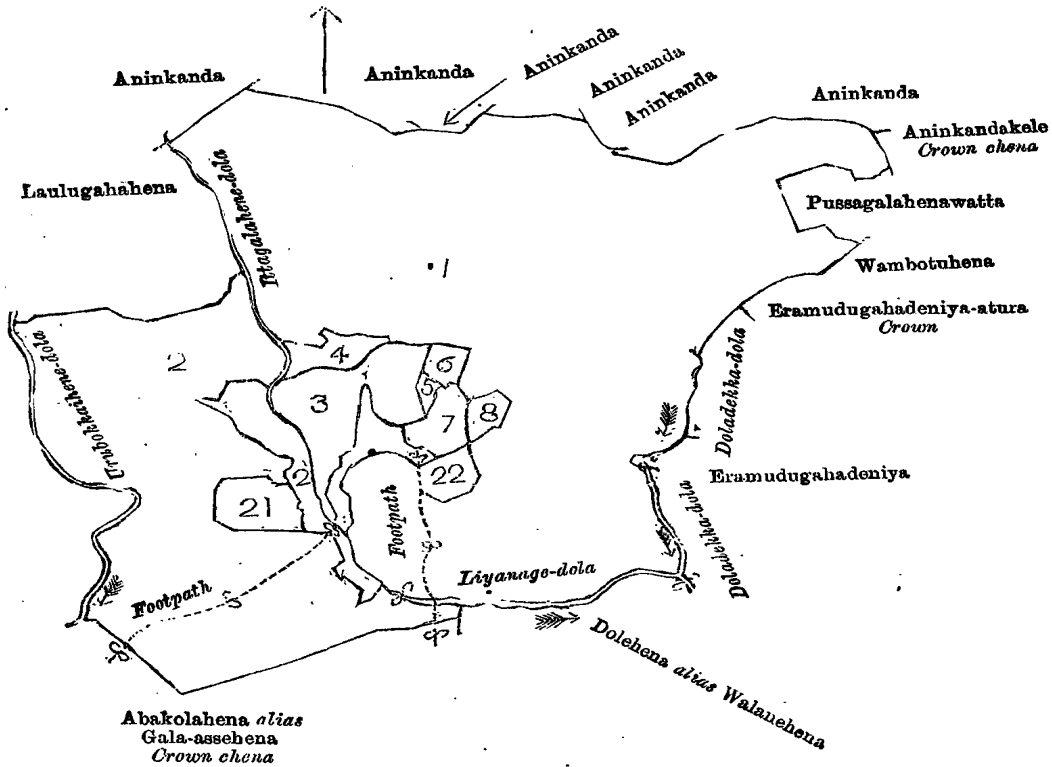 Aninkanda
Aninkanda
Aninkanda
Aninkanda
Aninkanda
Aninkanda
Aninkandakele
Crown chena
Laulugahahena
Ittagalahene-dola
Pussagalahenawatta
1
Wambotuhena
Eramudugahadeniya-atura
Crown
Doladekka-dola
2
4
6
5
3
7
8
2
22
21
Footpath
Eramudugahadeniya
Doladekka-dola
Liyanage-dola
Footpath
Dolehena alias Walauehena
Abakolahena alias
Gala-assehena
Crown chena